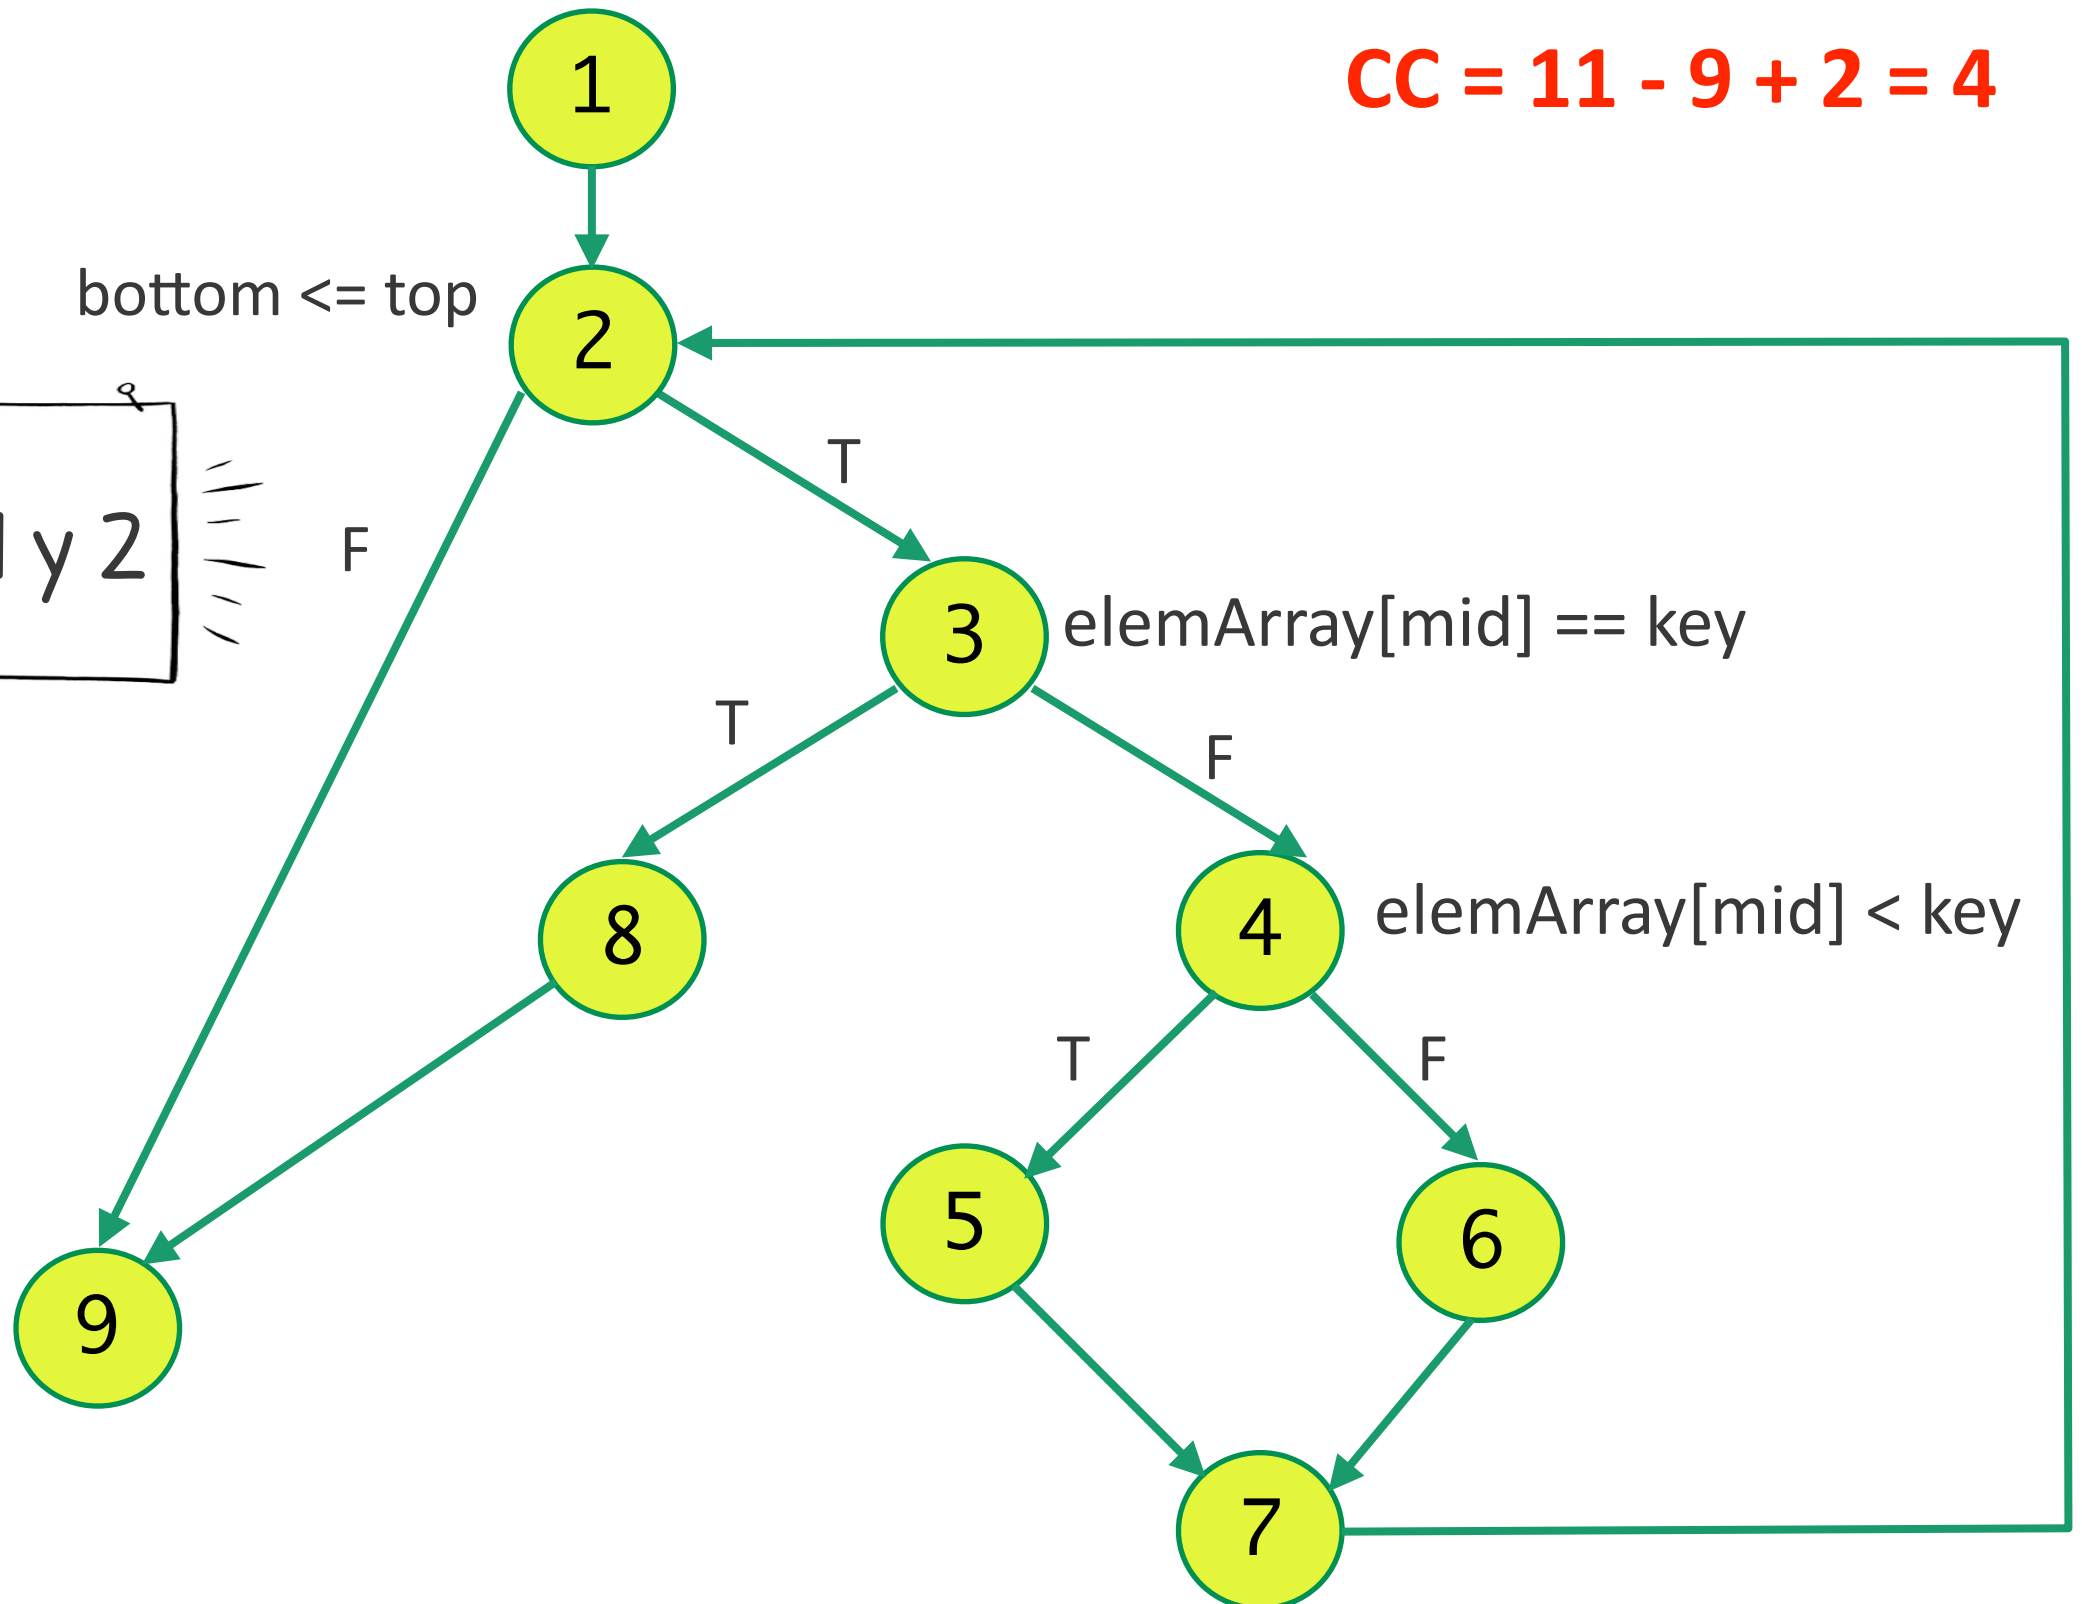 1
CC = 11 - 9 + 2 = 4
bottom <= top
2
T
y 2
F
3
elemArray[mid] == key
T
F
8
4
elemArray[mid] < key
T
F
5
6
9
7